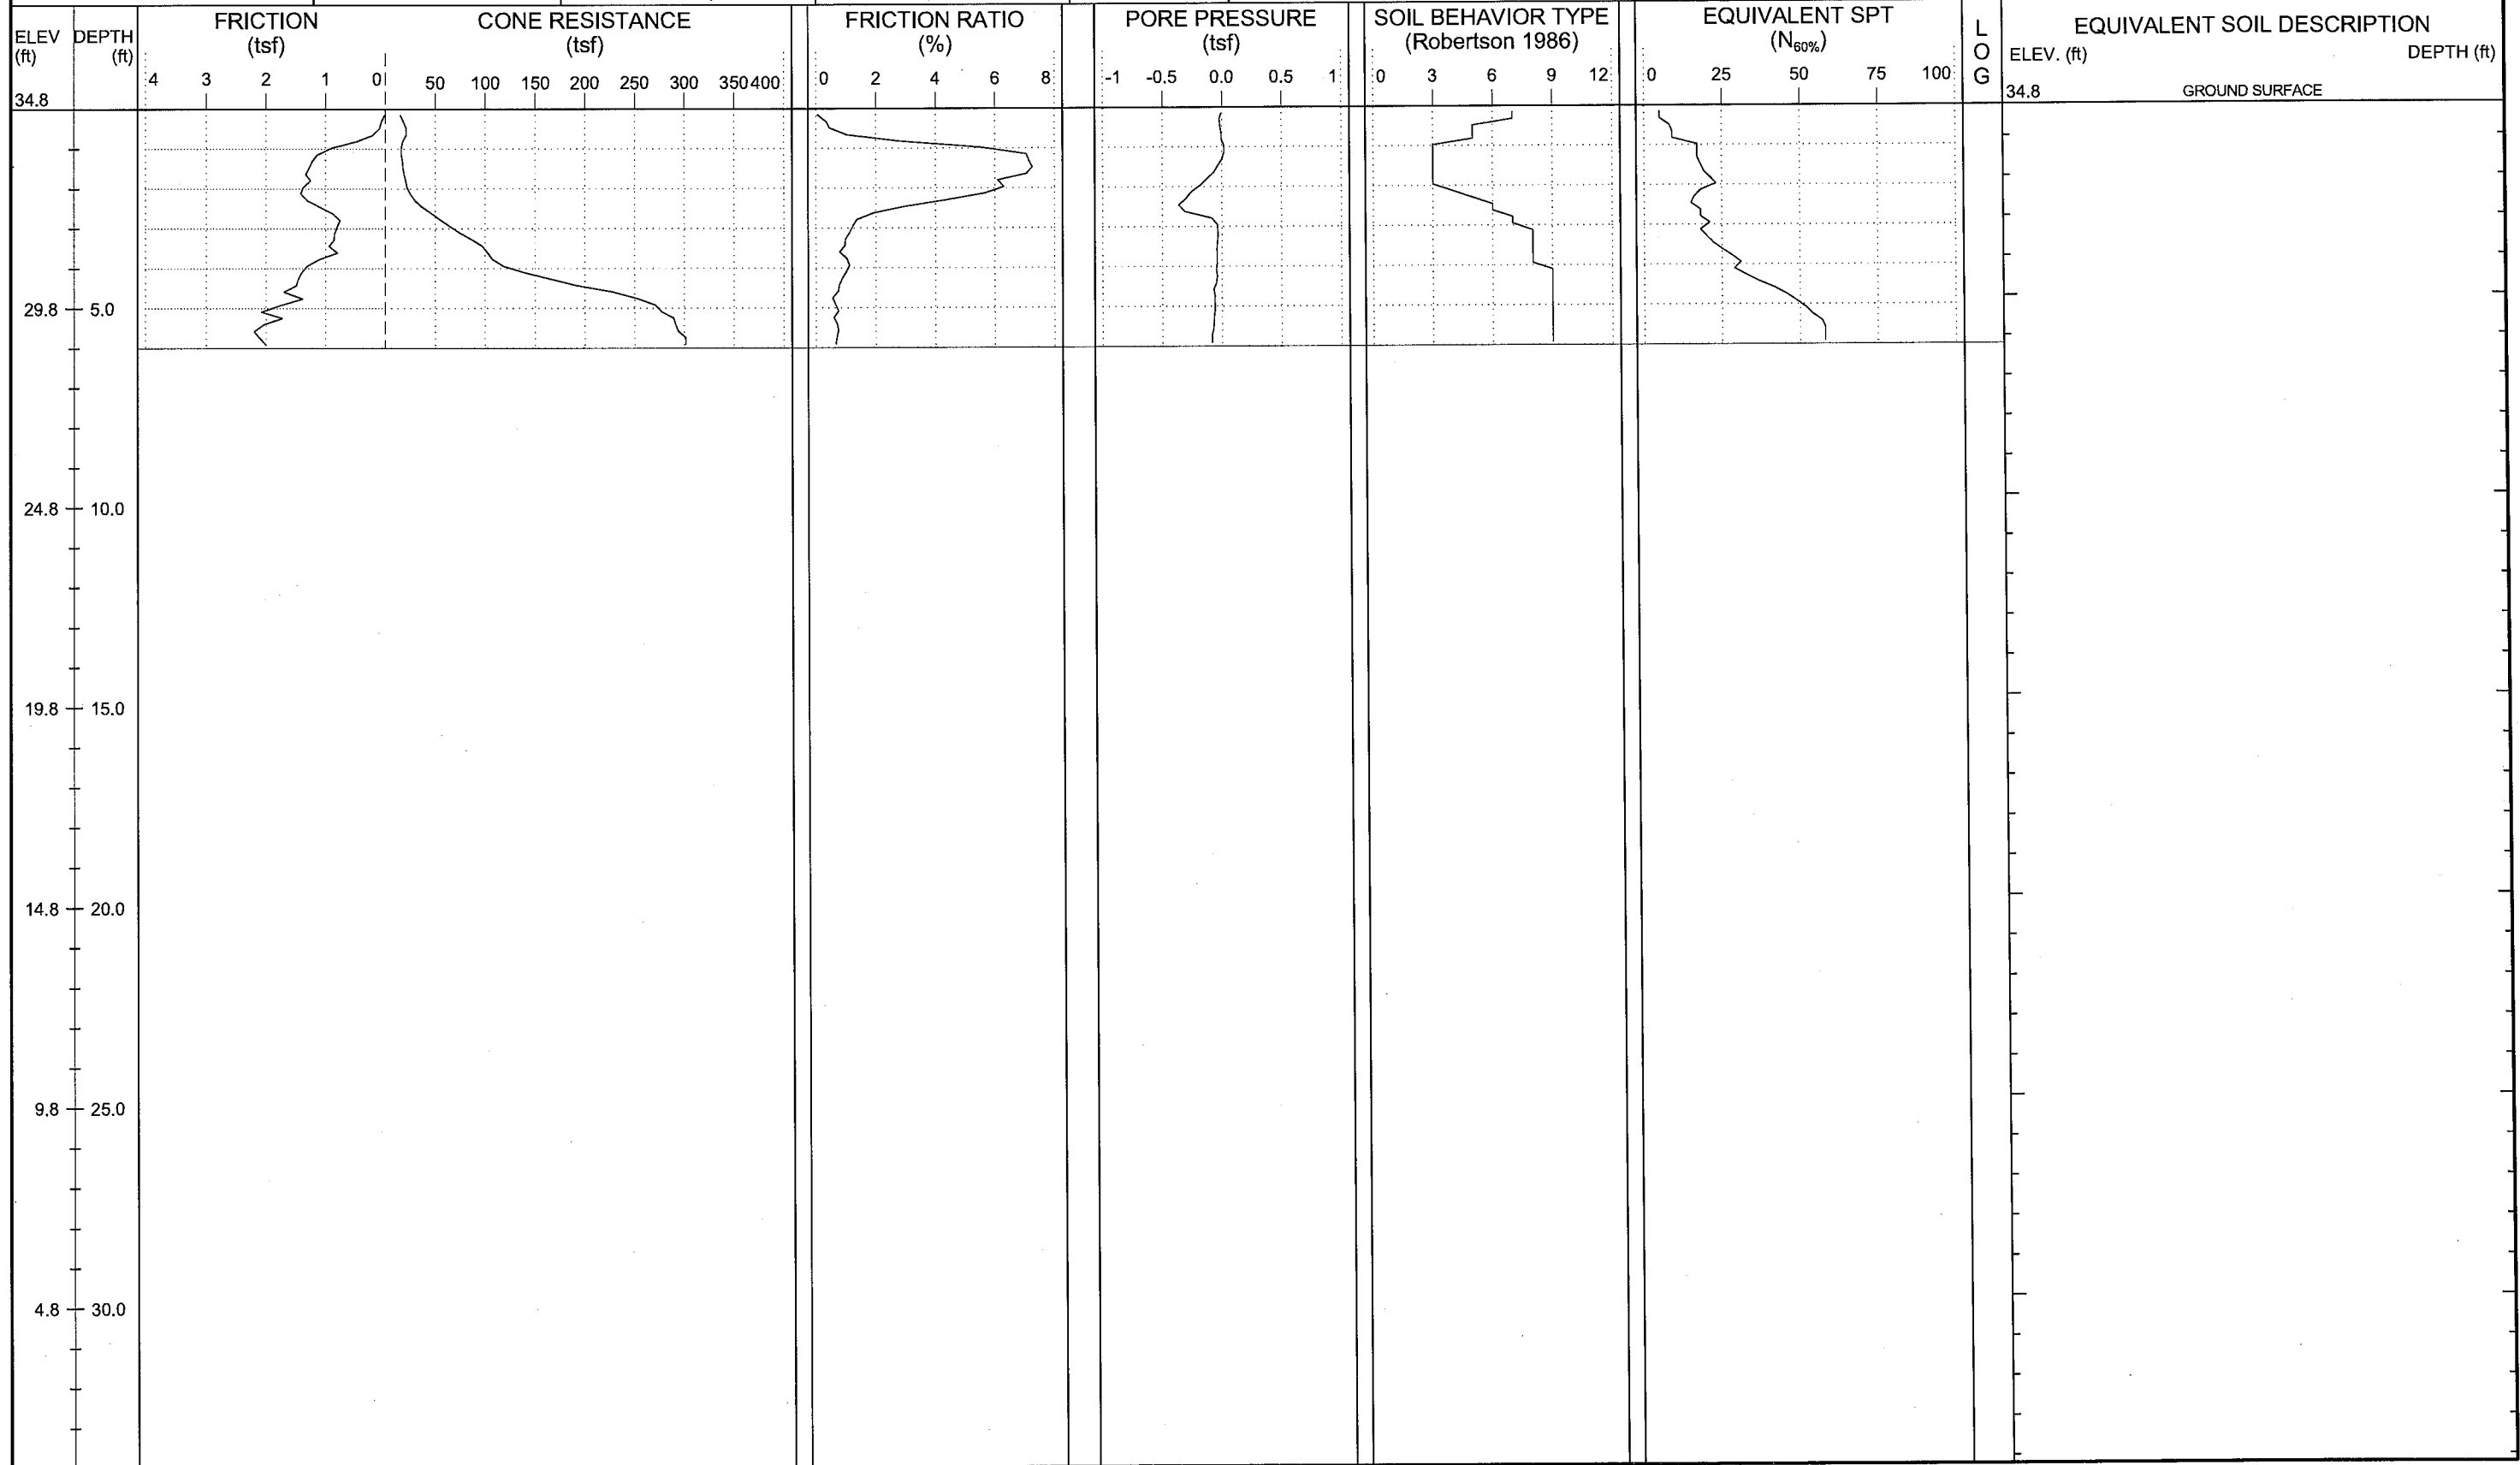 ELEV (ft)
DEPTH (ft)
FRICTION (tsf)
4 3 2 1 0
CONE RESISTANCE (tsf)
50 100 150 200 250 300 350 400
FRICTION RATIO (%)
0 2 4 6 8
PORE PRESSURE (tsf)
-1 -0.5 0.0 0.5 1
SOIL BEHAVIOR TYPE (Robertson 1986)
0 3 6 9 12
EQUIVALENT SPT (N60%)
0 25 50 75 100
LOG
EQUIVALENT SOIL DESCRIPTION
ELEV. (ft) DEPTH (ft)
34.8
34.8 GROUND SURFACE
29.8 5.0
24.8 10.0
19.8 15.0
14.8 20.0
9.8 25.0
4.8 30.0